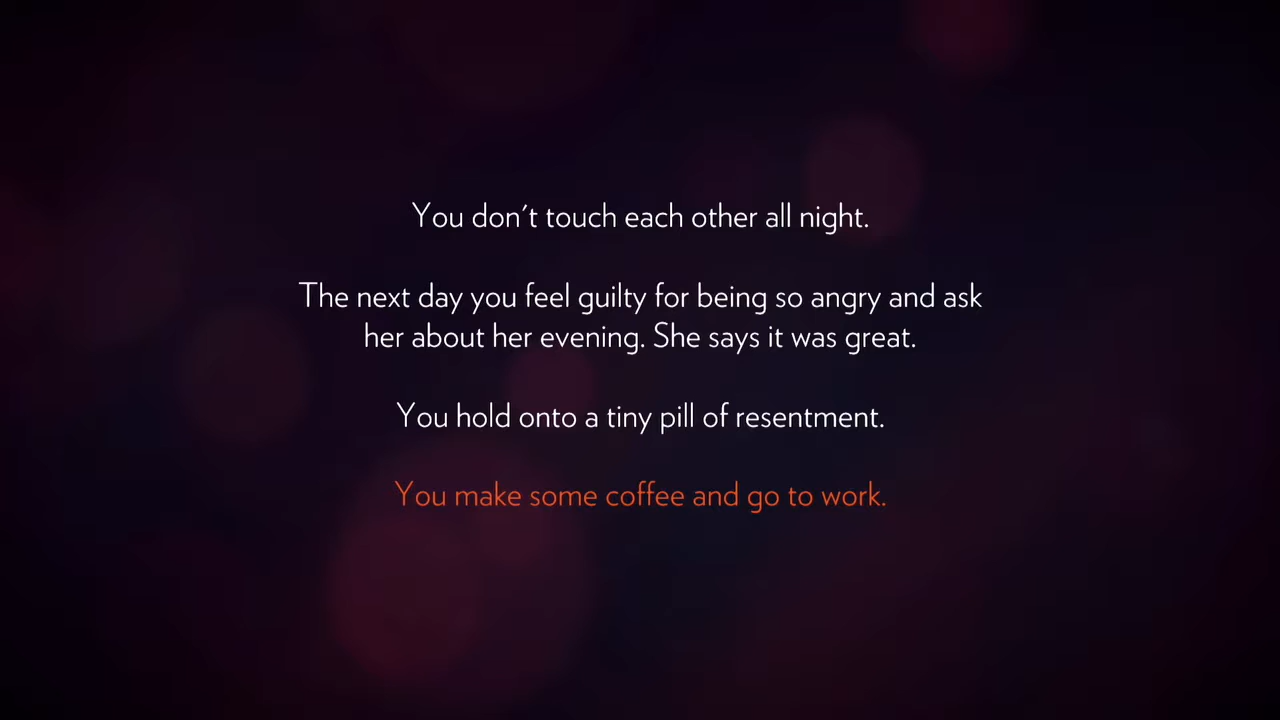 You don't touch each other all night.
The next day you feel guilty for being so angry and ask
her about her evening. She says it was great.
You hold onto a tiny pill of resentment.
You make some coffee and go to work.